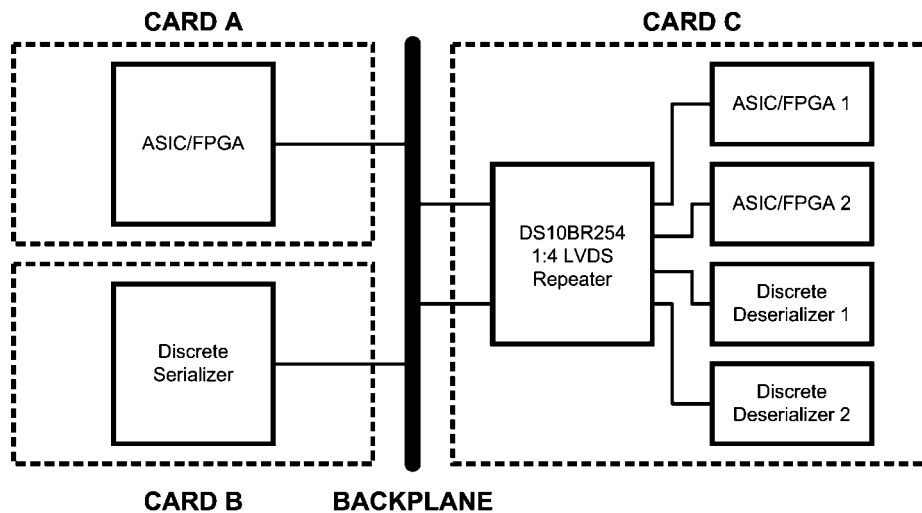 CARD A
CARD C
ASIC/FPGA
ASIC/FPGA 1
ASIC/FPGA 2
DS10BR254
1:4 LVDS
Repeater
Discrete
Serializer
Discrete
Deserializer 1
Discrete
Deserializer 2
CARD B
BACKPLANE